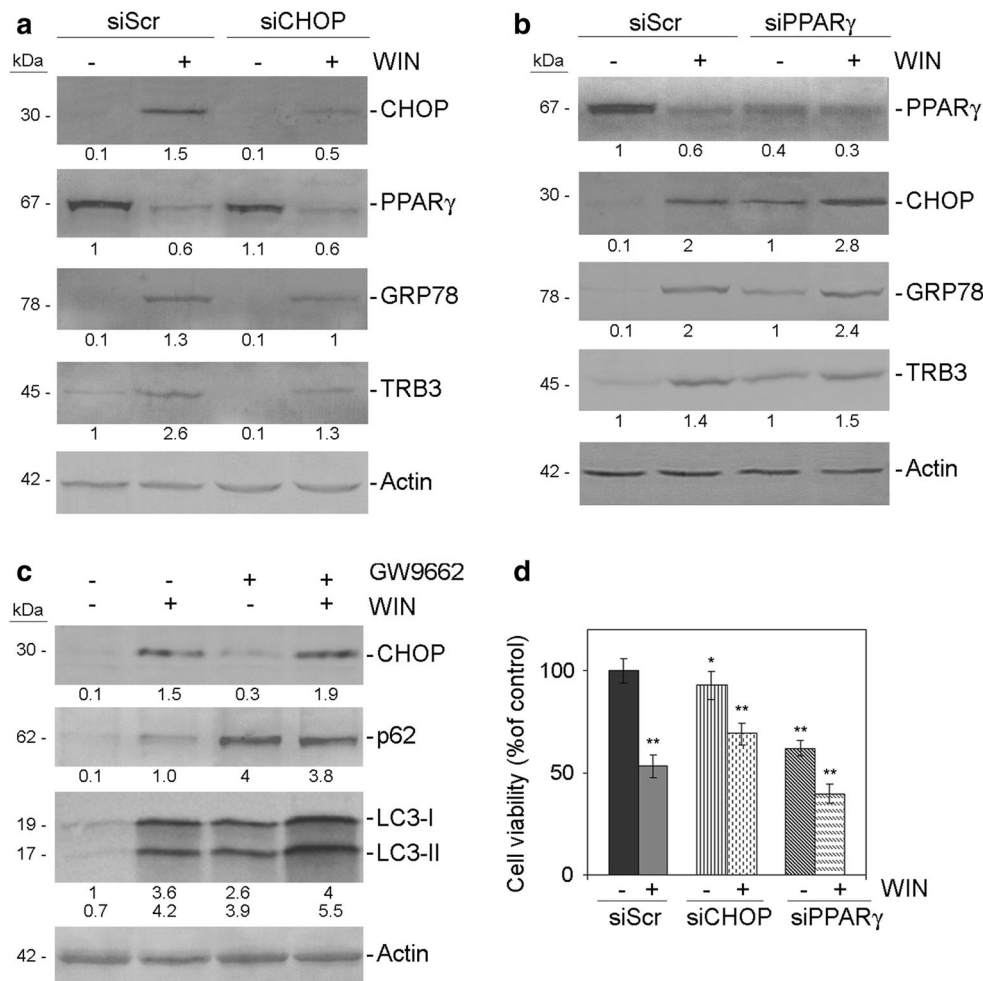 a
siScr siCHOP
kDa - + - + WIN
30 - -CHOP
0.1 1.5 0.1 0.5
67 - -PPARγ
1 0.6 1.1 0.6
78 - -GRP78
0.1 1.3 0.1 1
45 - -TRB3
1 2.6 0.1 1.3
42 - -Actin
b
siScr siPPARγ
kDa - + - + WIN
67 - -PPARγ
1 0.6 0.4 0.3
30 - -CHOP
0.1 2 1 2.8
78 - -GRP78
0.1 2 1 2.4
45 - -TRB3
1 1.4 1 1.5
42 - -Actin
c
- - + + GW9662
kDa - + - + WIN
30 - -CHOP
0.1 1.5 0.3 1.9
62 - -p62
0.1 1.0 4 3.8
19 - -LC3-I
17 - -LC3-II
1 3.6 2.6 4
0.7 4.2 3.9 5.5
42 - -Actin
d
Cell viability (% of control)
100
50
0
** * ** ** **
- + - + - + WIN
siScr siCHOP siPPARγ